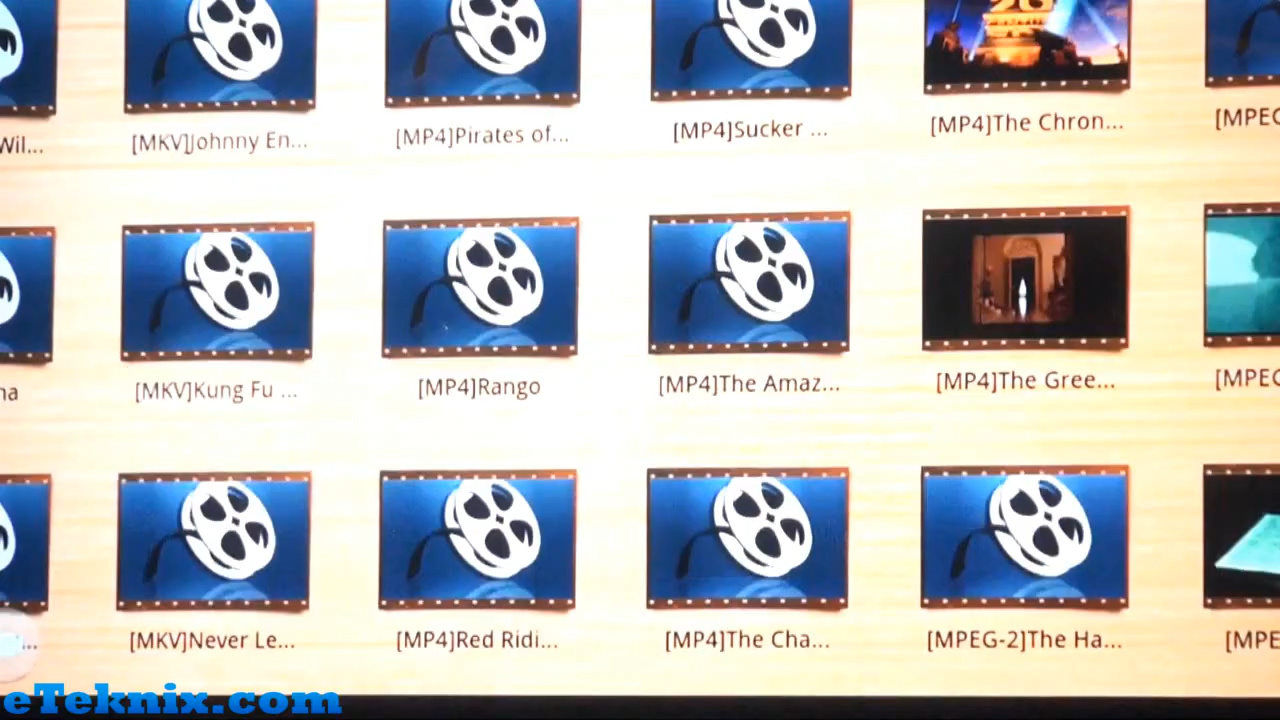 Wil...
[MKV]Johnny En...
[MP4]Pirates of...
[MP4]Sucker ...
[MP4]The Chron...
[MPEG
20
na
[MKV]Kung Fu ...
[MP4]Rango
[MP4]The Amaz...
[MP4]The Gree...
[MPEG
...
[MKV]Never Le...
[MP4]Red Ridi...
[MP4]The Cha...
[MPEG-2]The Ha...
[MPE
eTeknix.com